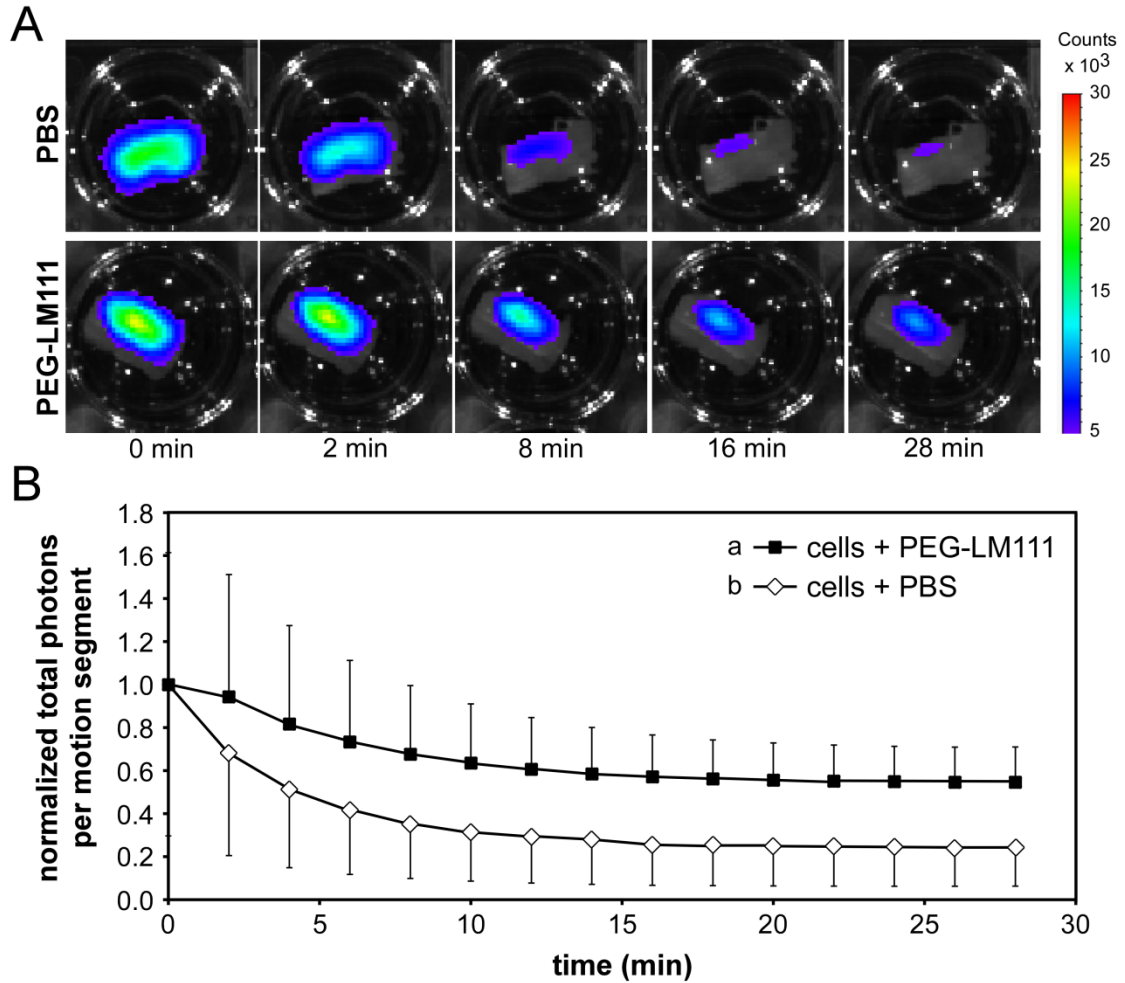 A
Counts
x 10³
PBS
30
25
20
15
10
5
PEG-LM111
0 min
2 min
8 min
16 min
28 min
B
normalized total photons
per motion segment
1.8
1.6
1.4
1.2
1.0
0.8
0.6
0.4
0.2
0.0
a cells + PEG-LM111
b cells + PBS
0
5
10
15
20
25
30
time (min)